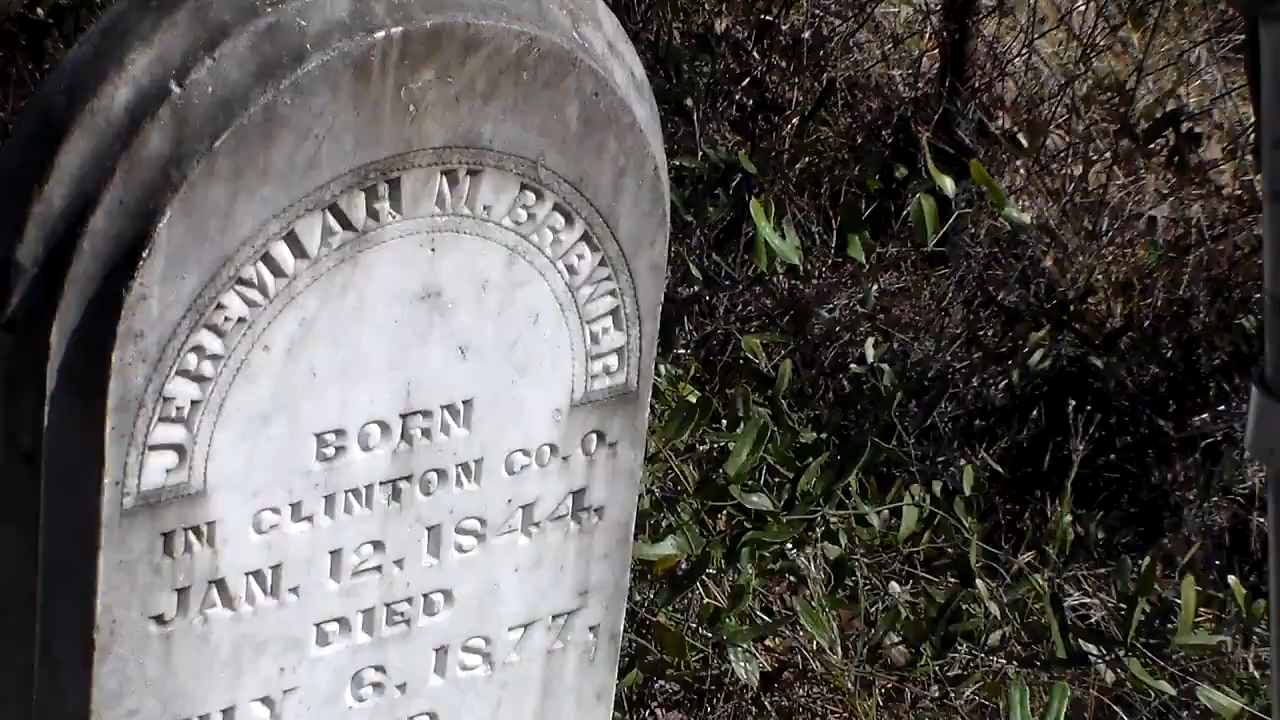 JEREMIAH M. BREWER
BORN
IN CLINTON CO. O.
JAN. 12, 1844.
DIED
6, 1877,